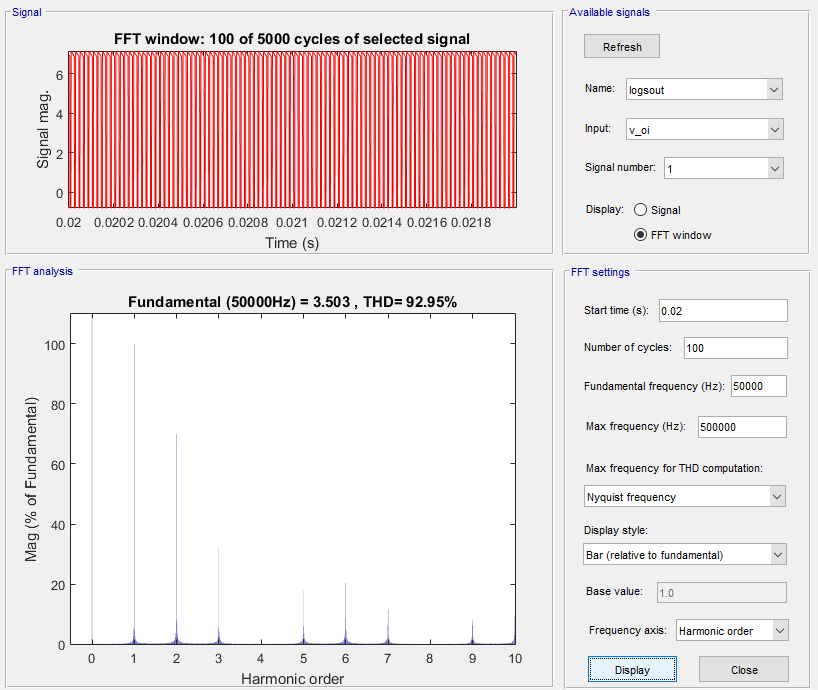 Signal
FFT window: 100 of 5000 cycles of selected signal
6
4
2
0
Signal mag.
0.02 0.0202 0.0204 0.0206 0.0208 0.021 0.0212 0.0214 0.0216 0.0218
Time (s)
Available signals
Refresh
Name: logsout
Input: v_oi
Signal number: 1
Display: Signal
FFT window
FFT analysis
Fundamental (50000Hz) = 3.503 , THD= 92.95%
100
80
60
40
20
0
Mag (% of Fundamental)
0 1 2 3 4 5 6 7 8 9 10
Harmonic order
FFT settings
Start time (s): 0.02
Number of cycles: 100
Fundamental frequency (Hz): 50000
Max frequency (Hz): 500000
Max frequency for THD computation:
Nyquist frequency
Display style:
Bar (relative to fundamental)
Base value: 1.0
Frequency axis: Harmonic order
Display Close